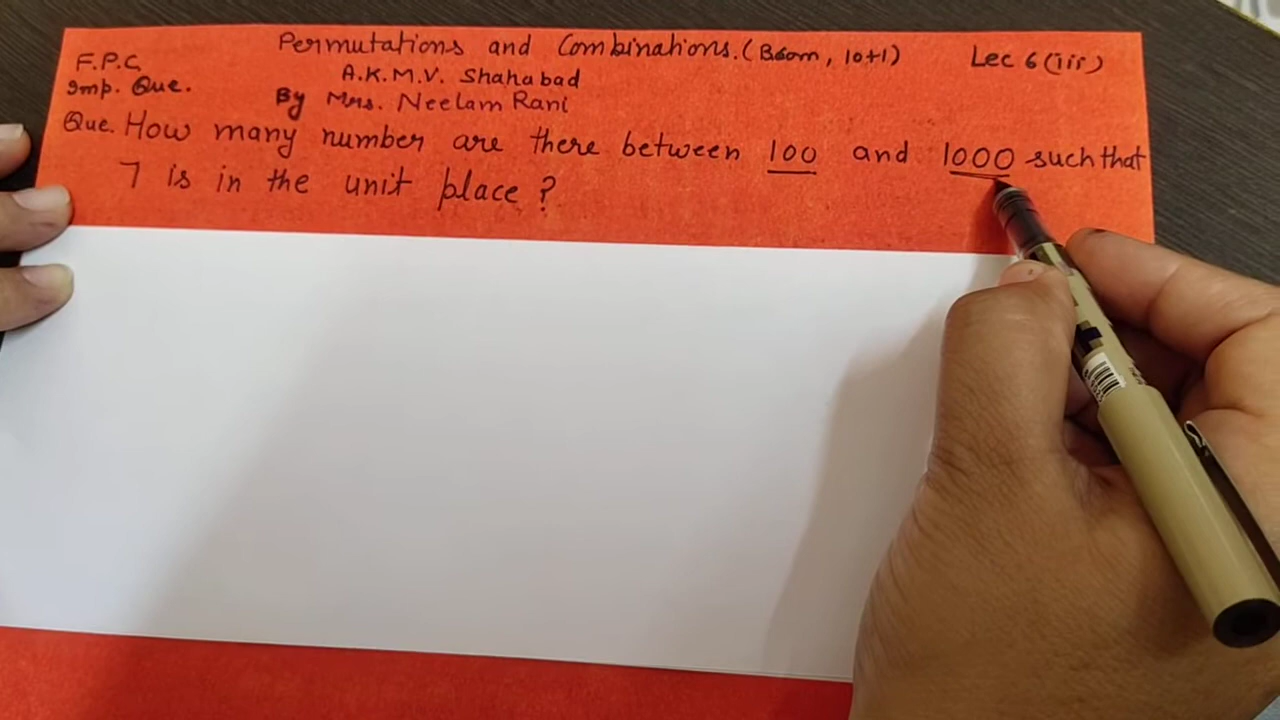 Permutations and Combinations. (Bcom, 10+1) Lec 6 (iii)
F.P.C. A.K.M.V. Shahabad
Imp. Que. By Mrs. Neelam Rani
Que. How many number are there between 100 and 1000 such that
7 is in the unit place ?